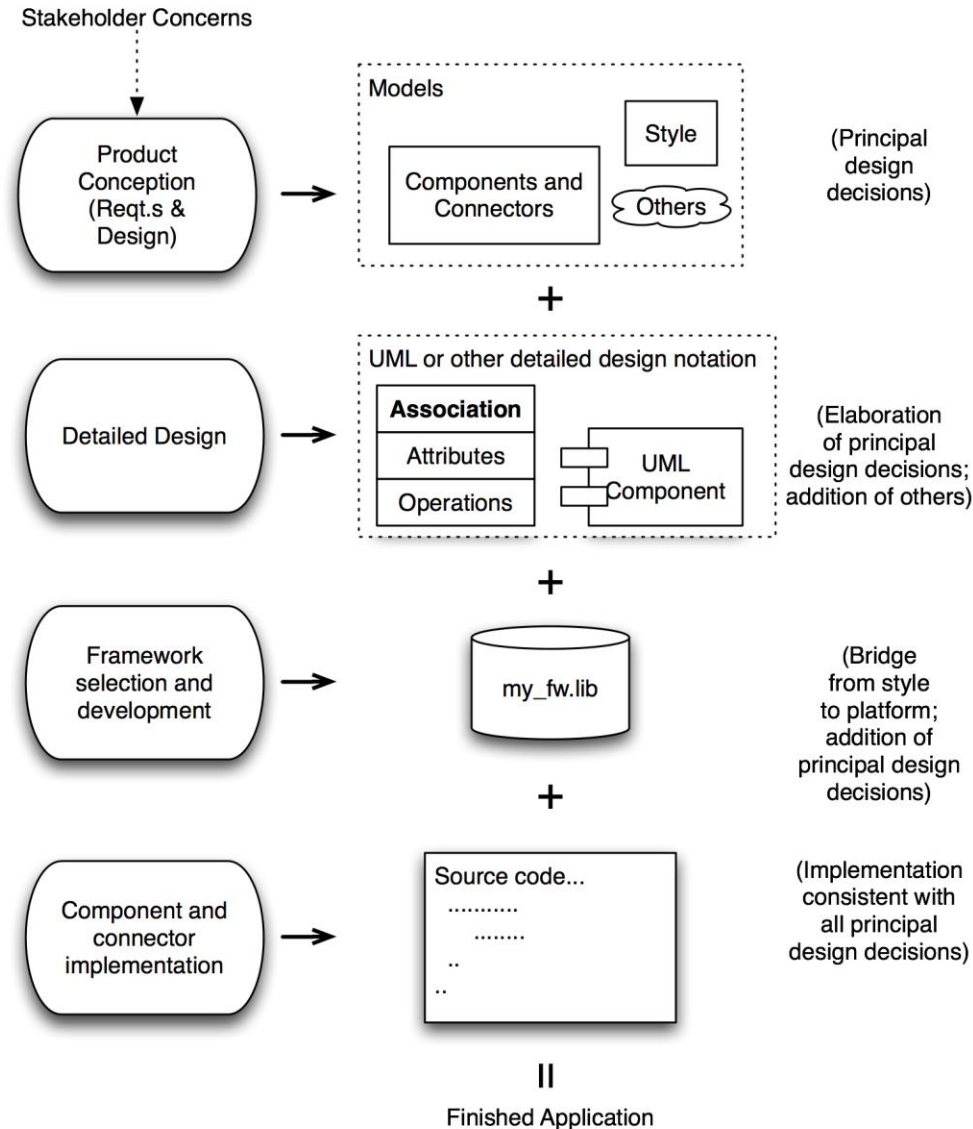 Stakeholder Concerns
Product
Conception
(Reqt.s &
Design)
Models
Components and
Connectors
Style
Others
(Principal
design
decisions)
+
Detailed Design
UML or other detailed design notation
Association
Attributes
Operations
UML
Component
(Elaboration
of principal
design decisions;
addition of others)
+
Framework
selection and
development
my_fw.lib
(Bridge
from style
to platform;
addition of
principal design
decisions)
+
Component and
connector
implementation
Source code...
...........
........
..
..
(Implementation
consistent with
all principal
design decisions)
=
Finished Application